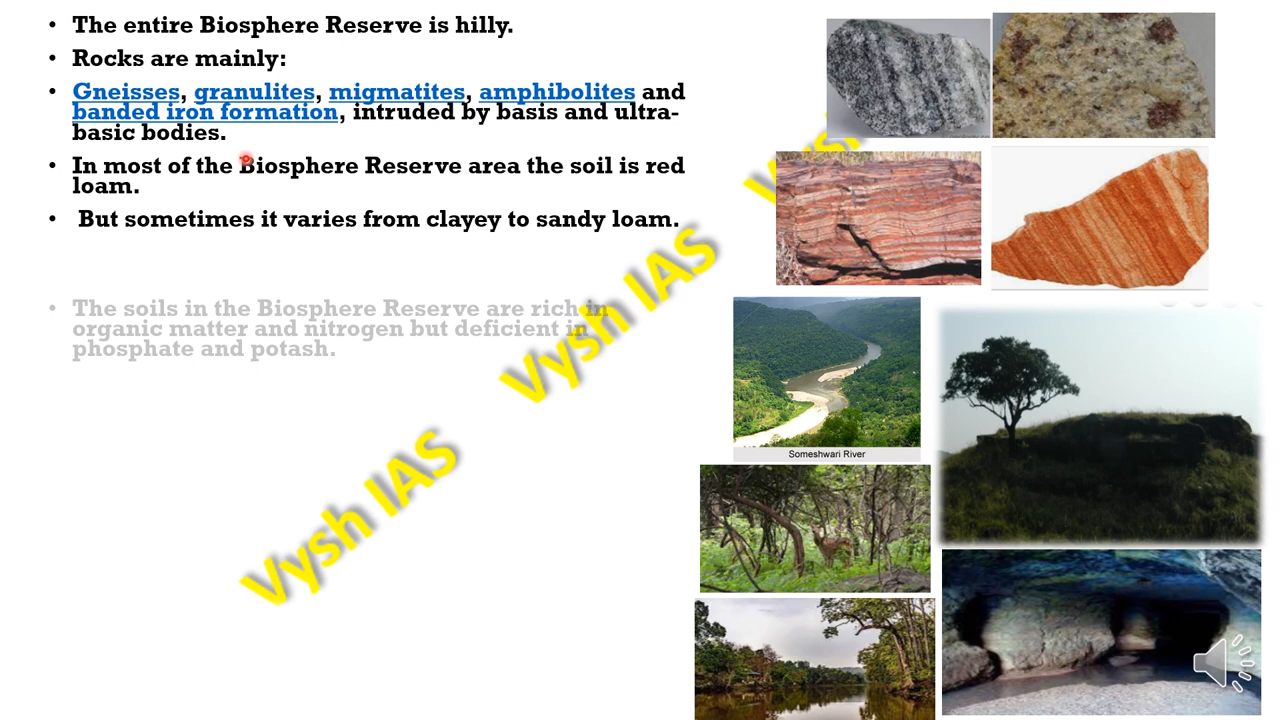 • The entire Biosphere Reserve is hilly.
• Rocks are mainly:
• Gneisses, granulites, migmatites, amphibolites and
banded iron formation, intruded by basis and ultra-
basic bodies.
• In most of the Biosphere Reserve area the soil is red
loam.
• But sometimes it varies from clayey to sandy loam.
• The soils in the Biosphere Reserve are rich in
organic matter and nitrogen but deficient in
phosphate and potash.
Vysh IAS
Vysh IAS
Someshwari River